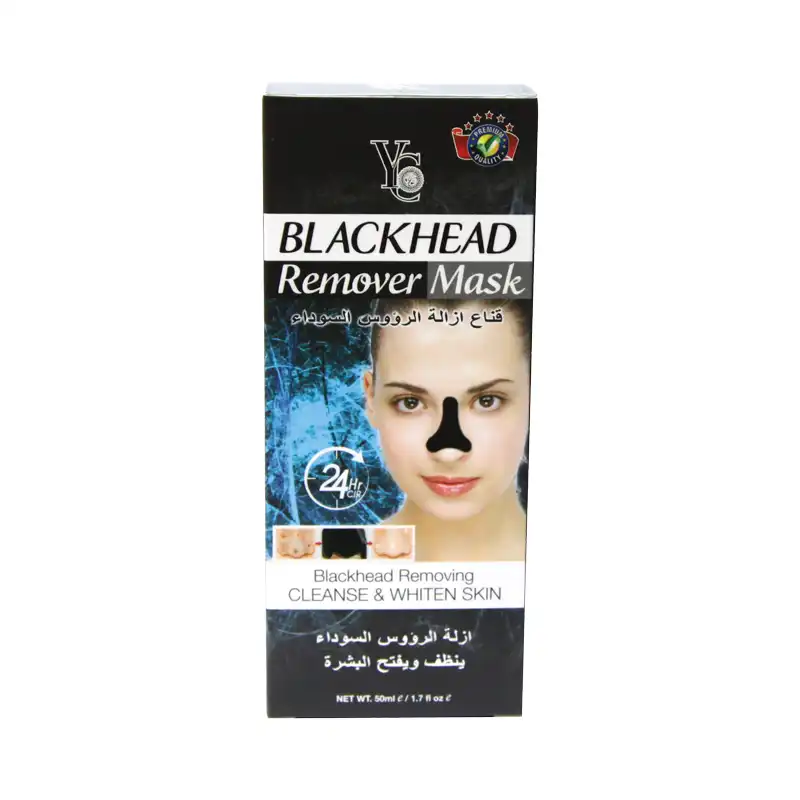 PREMIUM
QUALITY
YC
BLACKHEAD
Remover Mask
قناع ازالة الرؤوس السوداء
24Hr
CIR
Blackhead Removing
CLEANSE & WHITEN SKIN
ازلة الرؤوس السوداء
ينظف ويفتح البشرة
NET WT. 50ml ℮ / 1.7 fl oz ℮